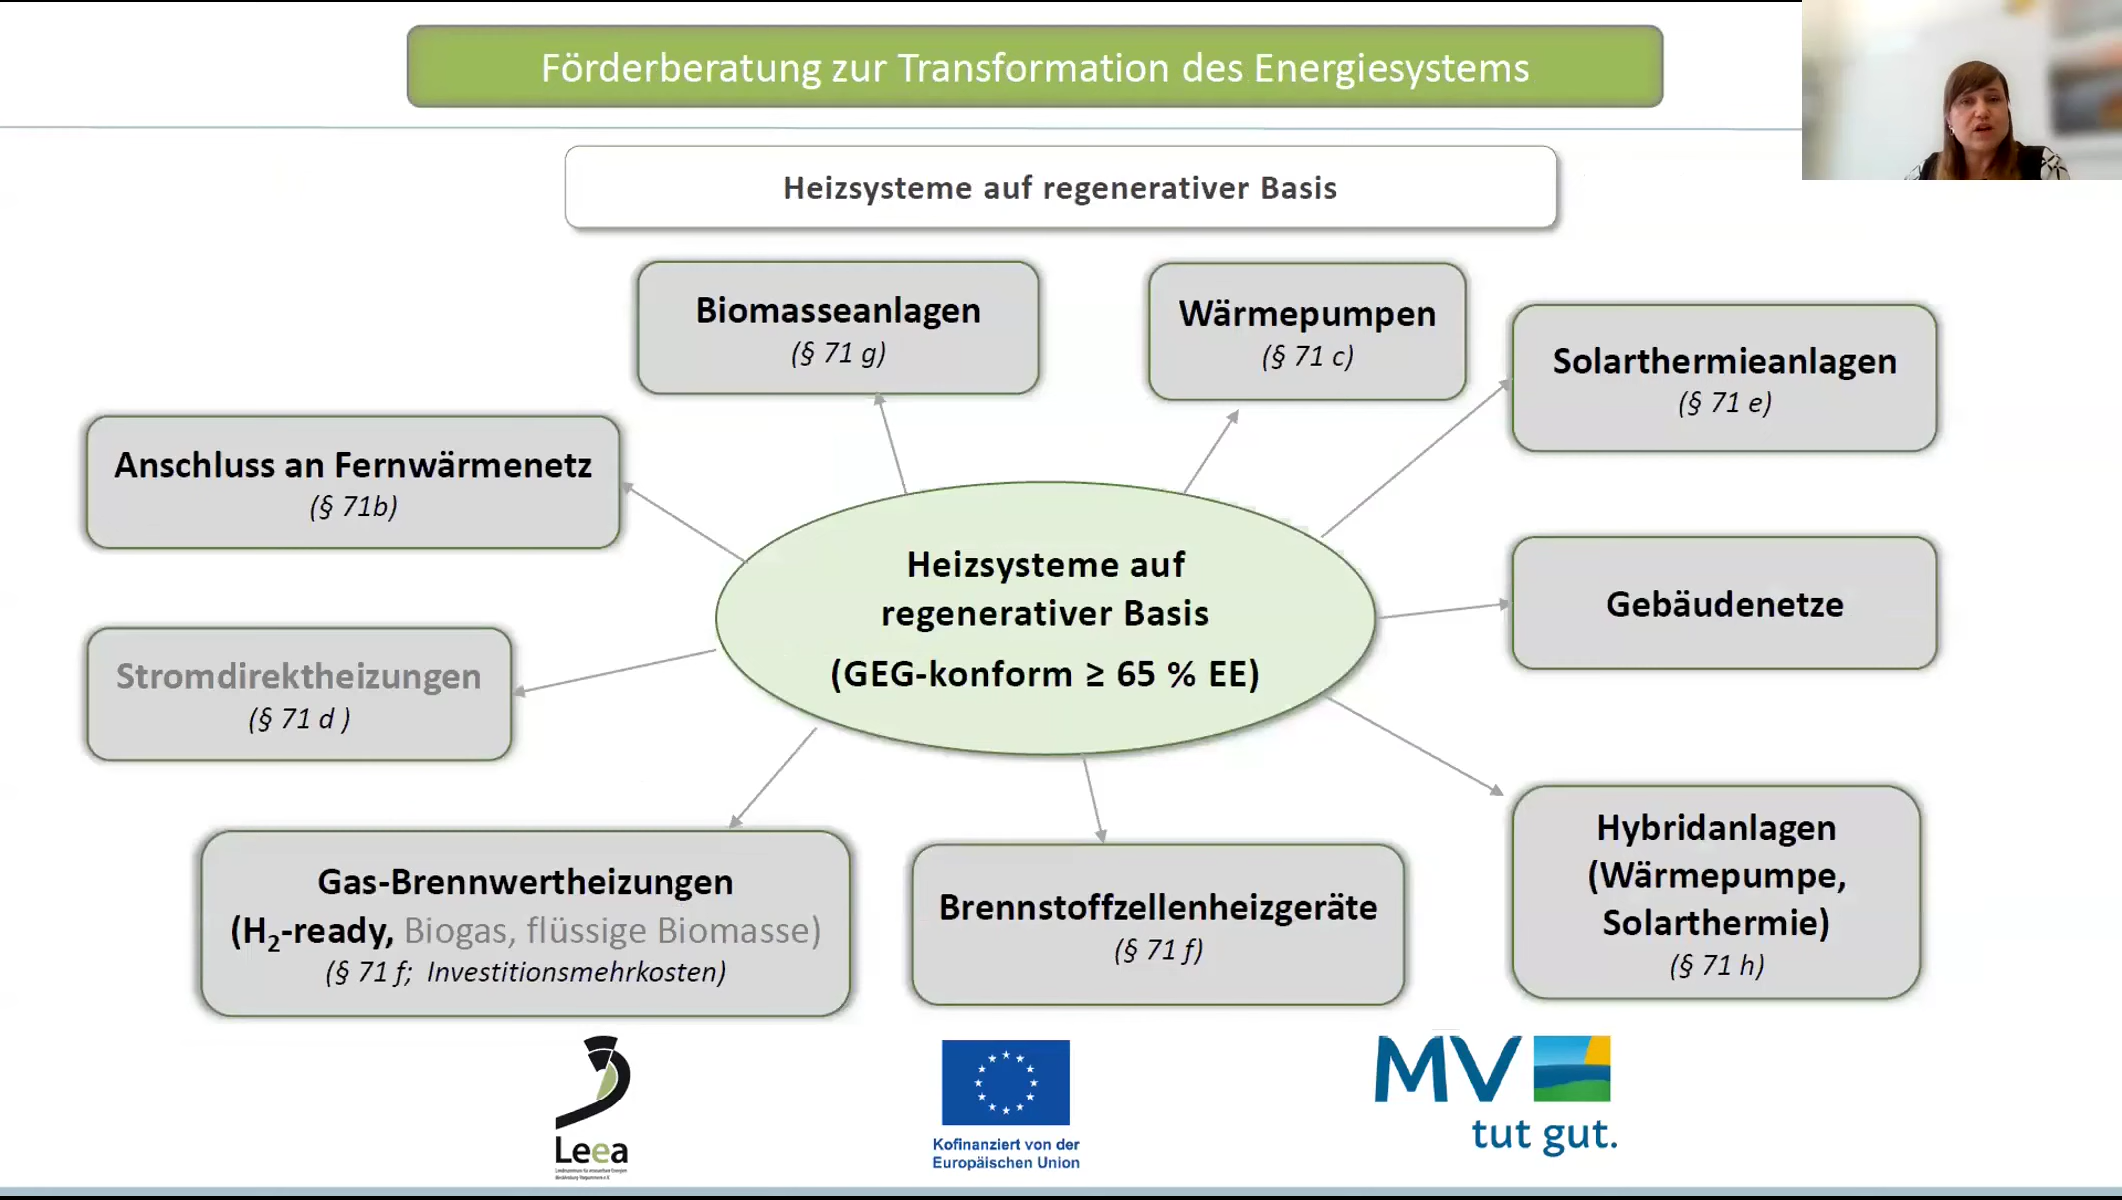 Förderberatung zur Transformation des Energiesystems
Heizsysteme auf regenerativer Basis
Biomasseanlagen
(§ 71 g)
Wärmepumpen
(§ 71 c)
Solarthermieanlagen
(§ 71 e)
Anschluss an Fernwärmenetz
(§ 71b)
Heizsysteme auf
regenerativer Basis
(GEG-konform ≥ 65 % EE)
Gebäudenetze
Stromdirektheizungen
(§ 71 d )
Gas-Brennwertheizungen
(H₂-ready, Biogas, flüssige Biomasse)
(§ 71 f; Investitionsmehrkosten)
Brennstoffzellenheizgeräte
(§ 71 f)
Hybridanlagen
(Wärmepumpe,
Solarthermie)
(§ 71 h)
Leea
Kofinanziert von der
Europäischen Union
MV
tut gut.